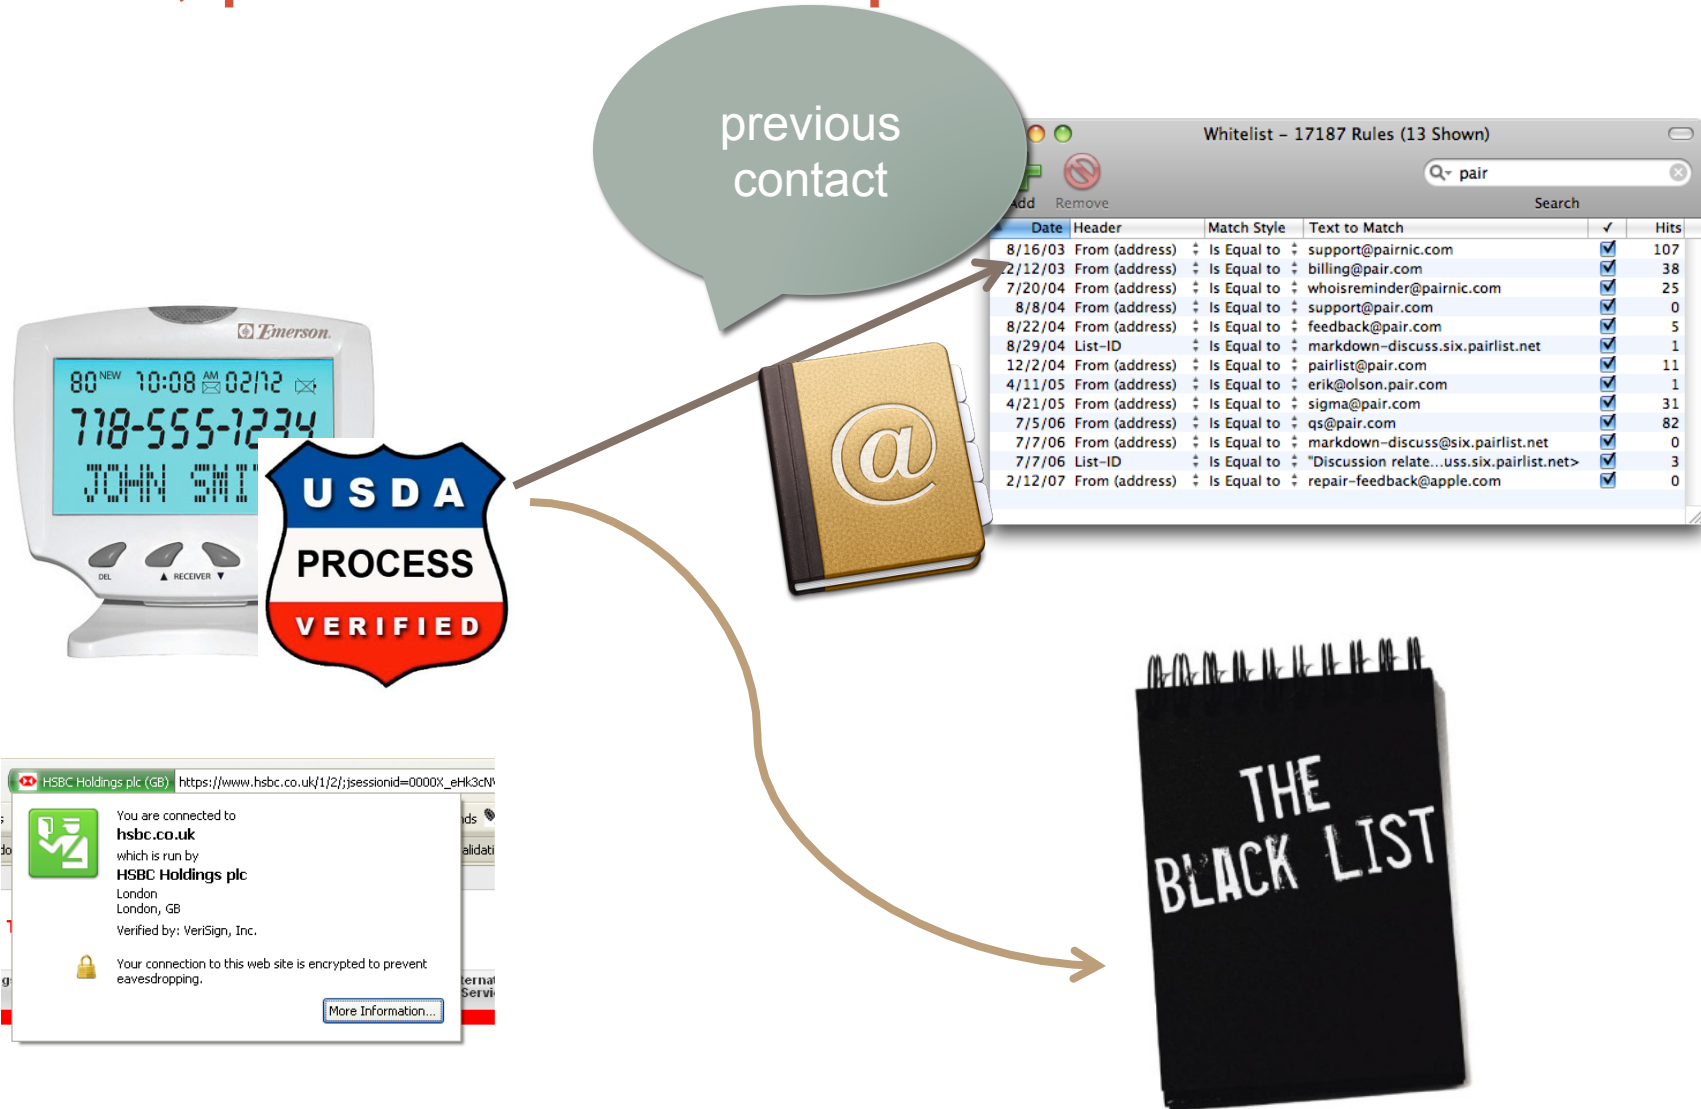 previous
contact
Whitelist – 17187 Rules (13 Shown)
pair
Add Remove Search
Date Header Match Style Text to Match ✓ Hits
8/16/03 From (address) Is Equal to support@pairnic.com 107
2/12/03 From (address) Is Equal to billing@pair.com 38
7/20/04 From (address) Is Equal to whoisreminder@pairnic.com 25
8/8/04 From (address) Is Equal to support@pair.com 0
8/22/04 From (address) Is Equal to feedback@pair.com 5
8/29/04 List-ID Is Equal to markdown-discuss.six.pairlist.net 1
12/2/04 From (address) Is Equal to pairlist@pair.com 11
4/11/05 From (address) Is Equal to erik@olson.pair.com 1
4/21/05 From (address) Is Equal to sigma@pair.com 31
7/5/06 From (address) Is Equal to qs@pair.com 82
7/7/06 From (address) Is Equal to markdown-discuss@six.pairlist.net 0
7/7/06 List-ID Is Equal to "Discussion relate...uss.six.pairlist.net> 3
2/12/07 From (address) Is Equal to repair-feedback@apple.com 0
Emerson.
80 NEW 10:08 AM 02/12
718-555-1234
JOHN SMI
DEL ▲ RECEIVER ▼
USDA
PROCESS
VERIFIED
@
HSBC Holdings plc (GB) https://www.hsbc.co.uk/1/2/;jsessionid=0000X_eHk3cN
You are connected to
hsbc.co.uk
which is run by
HSBC Holdings plc
London
London, GB
Verified by: VeriSign, Inc.
Your connection to this web site is encrypted to prevent
eavesdropping.
More Information...
THE
BLACK LIST